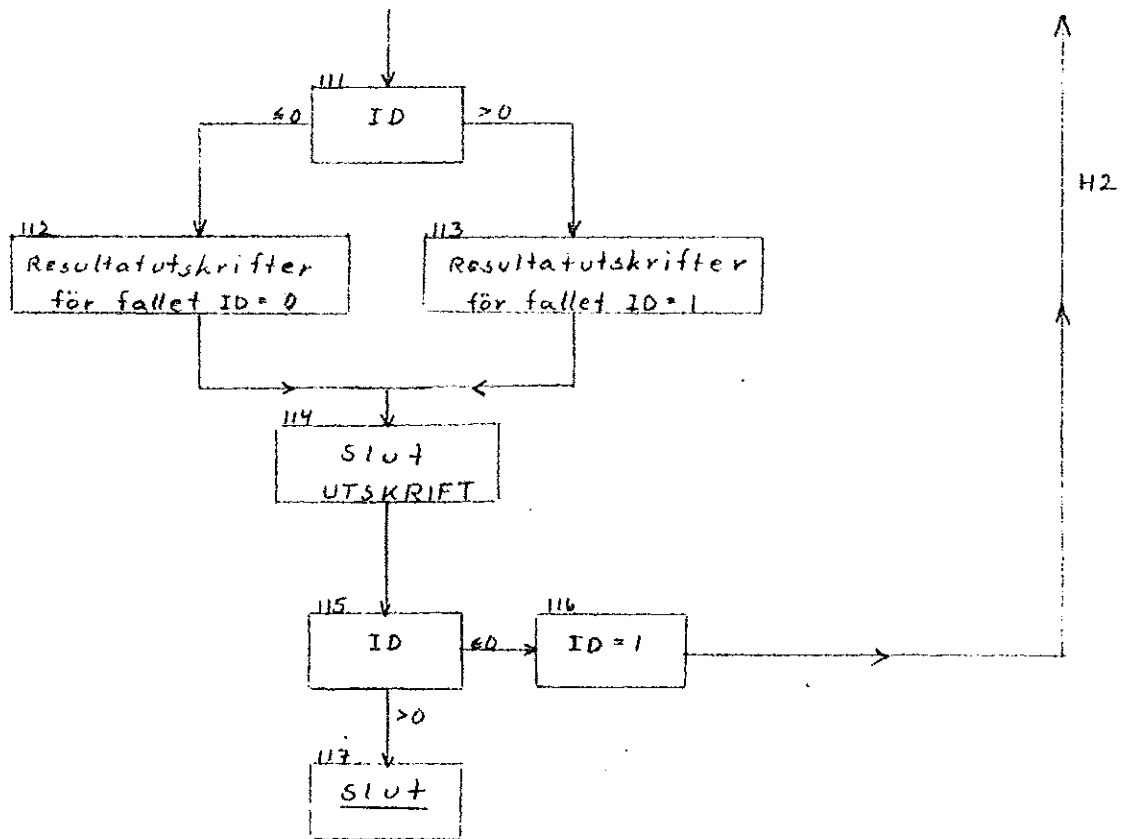 111
ID
≤0
>0
H2
112
Resultatutskrifter
för fallet ID = 0
113
Resultatutskrifter
för fallet ID = 1
114
Slut
UTSKRIFT
115
ID
≤0
116
ID = 1
>0
117
Slut